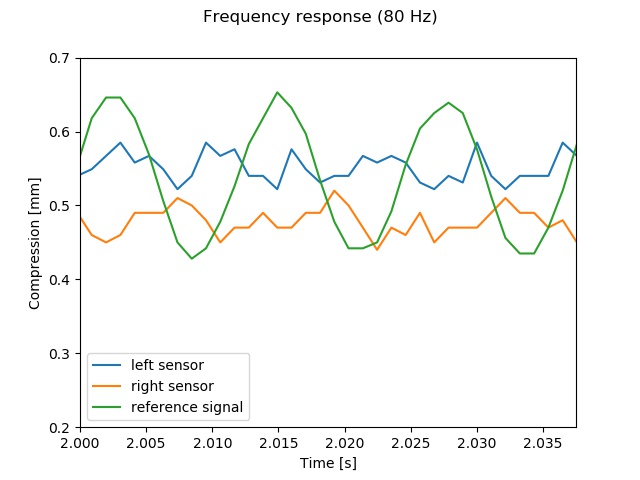 Frequency response (80 Hz)
0.7
0.6
0.5
0.4
0.3
0.2
Compression [mm]
left sensor
right sensor
reference signal
2.000 2.005 2.010 2.015 2.020 2.025 2.030 2.035
Time [s]